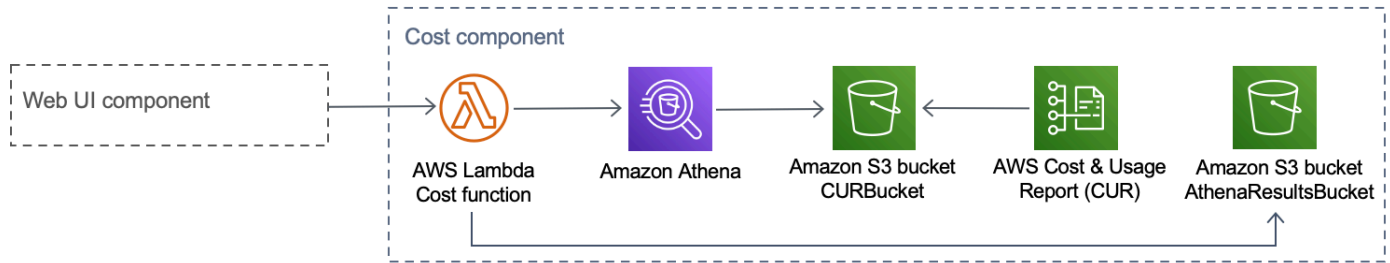 Cost component
Web UI component
AWS Lambda
Cost function
Amazon Athena
Amazon S3 bucket
CURBucket
AWS Cost & Usage
Report (CUR)
Amazon S3 bucket
AthenaResultsBucket